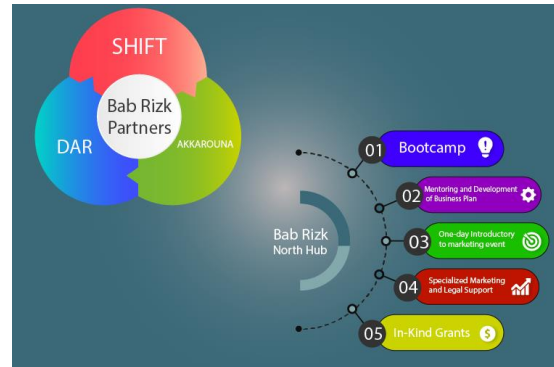 SHIFT
Bab Rizk
Partners
DAR
AKKAROUNA
01
Bootcamp
02
Mentoring and Development
of Business Plan
Bab Rizk
North Hub
03
One-day Introductory
to marketing event
04
Specialized Marketing
and Legal Support
05
In-Kind Grants
$